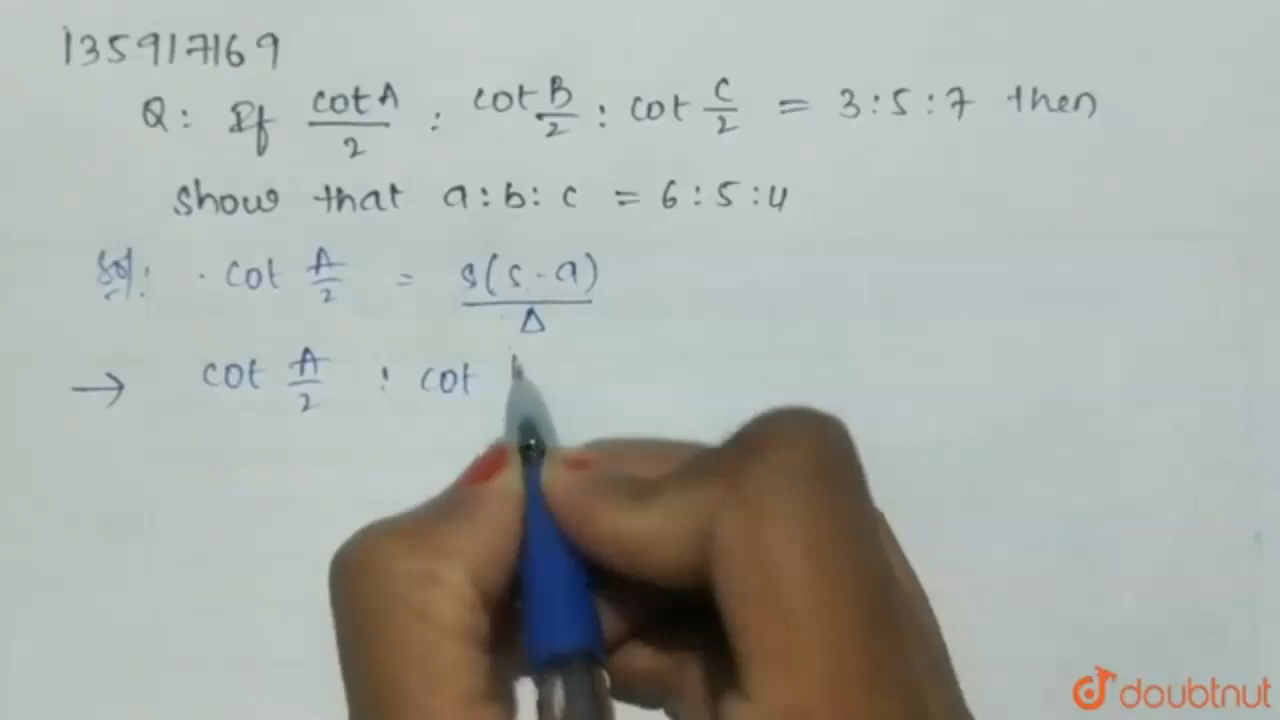 135917169
Q: If cot A/2 : cot B/2 : cot C/2 = 3:5:7 then
show that a:b:c = 6:5:4
Sol: · cot A/2 = s(s-a)/Δ
→ cot A/2 : cot
doubtnut